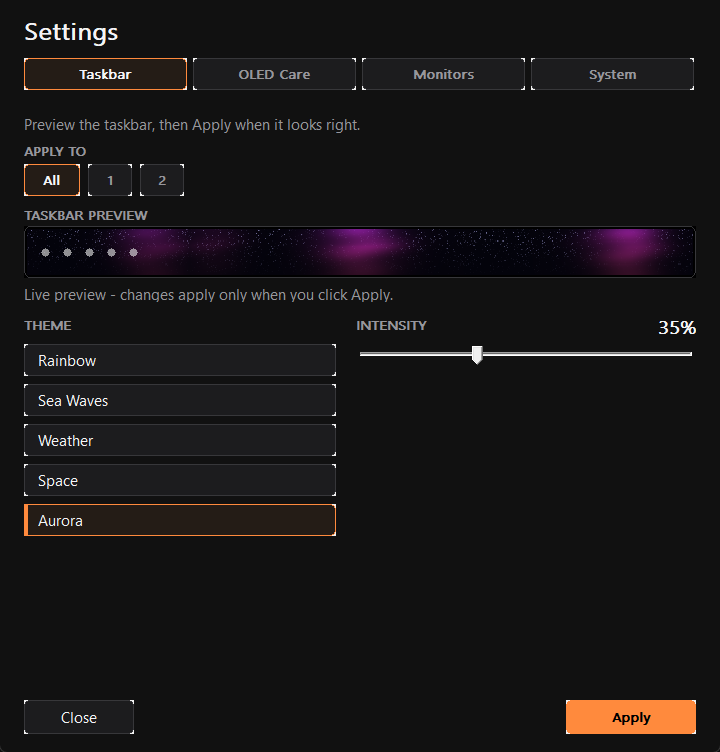 Settings
Taskbar OLED Care Monitors System
Preview the taskbar, then Apply when it looks right.
APPLY TO
All 1 2
TASKBAR PREVIEW
Live preview - changes apply only when you click Apply.
THEME INTENSITY 35%
Rainbow
Sea Waves
Weather
Space
Aurora
Close Apply